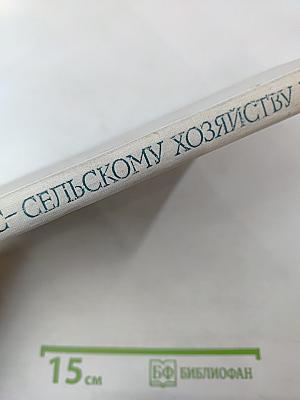 С–СЕЛЬСКОМУ ХОЗЯЙСТВУ
15 см
БФ БИБЛИОФАН